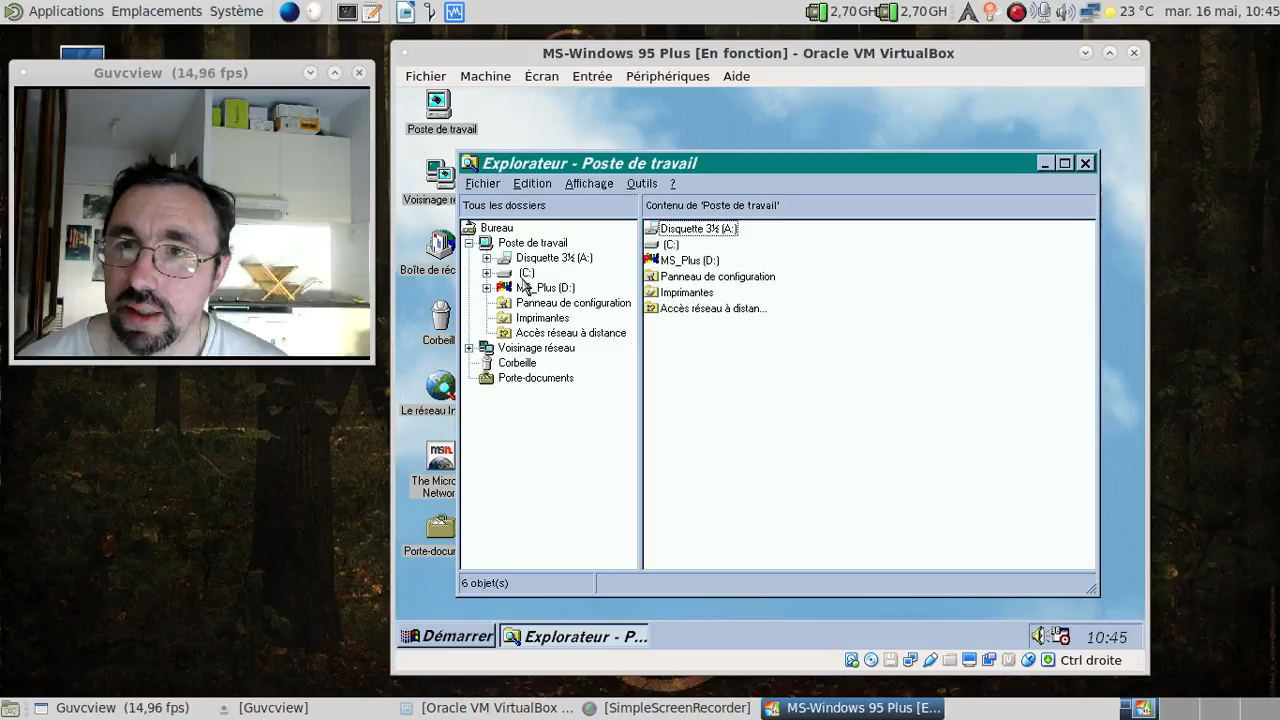 Applications Emplacements Système 2,70 GH 2,70 GH 23 °C mar. 16 mai, 10:45
Guvcview (14,96 fps)
MS-Windows 95 Plus [En fonction] - Oracle VM VirtualBox
Fichier Machine Écran Entrée Périphériques Aide
Poste de travail
Voisinage ré
Boîte de réc
Corbeil
Le réseau In
msn
The Micro
Network
Porte-docum
Explorateur - Poste de travail
Fichier Edition Affichage Outils ?
Tous les dossiers
Contenu de 'Poste de travail'
Bureau
Poste de travail
Disquette 3½ (A:)
(C:)
MS_Plus (D:)
Panneau de configuration
Imprimantes
Accès réseau à distance
Voisinage réseau
Corbeille
Porte-documents
Disquette 3½ (A:)
(C:)
MS_Plus (D:)
Panneau de configuration
Imprimantes
Accès réseau à distan...
6 objet(s)
Démarrer Explorateur - P... 10:45
Ctrl droite
Guvcview (14,96 fps) [Guvcview] [Oracle VM VirtualBox ... [SimpleScreenRecorder] MS-Windows 95 Plus [E...